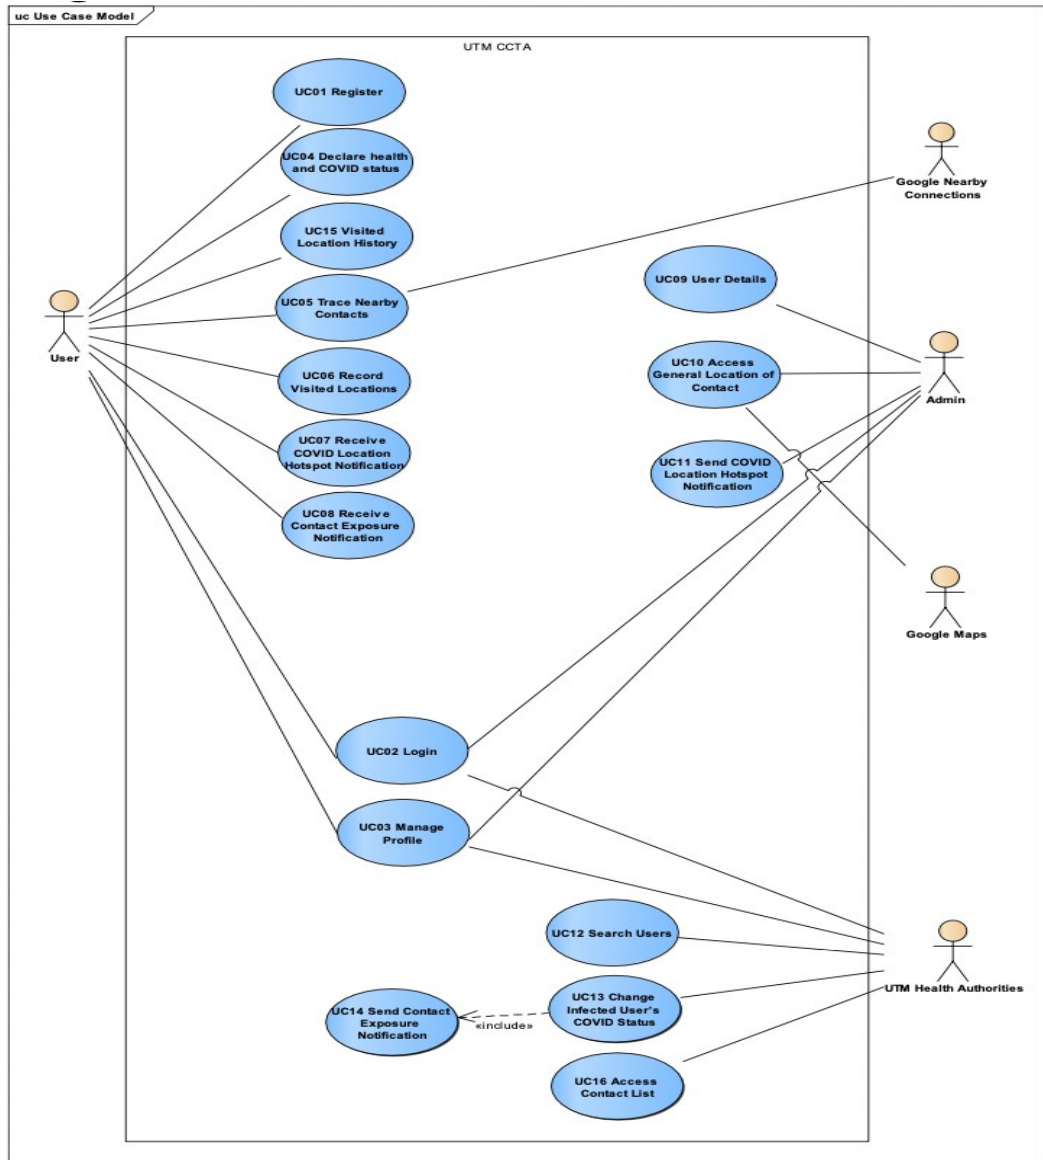 uc Use Case Model
UTM CCTA
UC01 Register
UC04 Declare health
and COVID status
UC15 Visited
Location History
UC05 Trace Nearby
Contacts
UC06 Record
Visited Locations
UC07 Receive
COVID Location
Hotspot Notification
UC08 Receive
Contact Exposure
Notification
User
Google Nearby
Connections
UC09 User Details
UC10 Access
General Location of
Contact
UC11 Send COVID
Location Hotspot
Notification
Admin
Google Maps
UC02 Login
UC03 Manage
Profile
UC12 Search Users
UC13 Change
Infected User's
COVID Status
UC14 Send Contact
Exposure
Notification
«include»
UC16 Access
Contact List
UTM Health Authorities